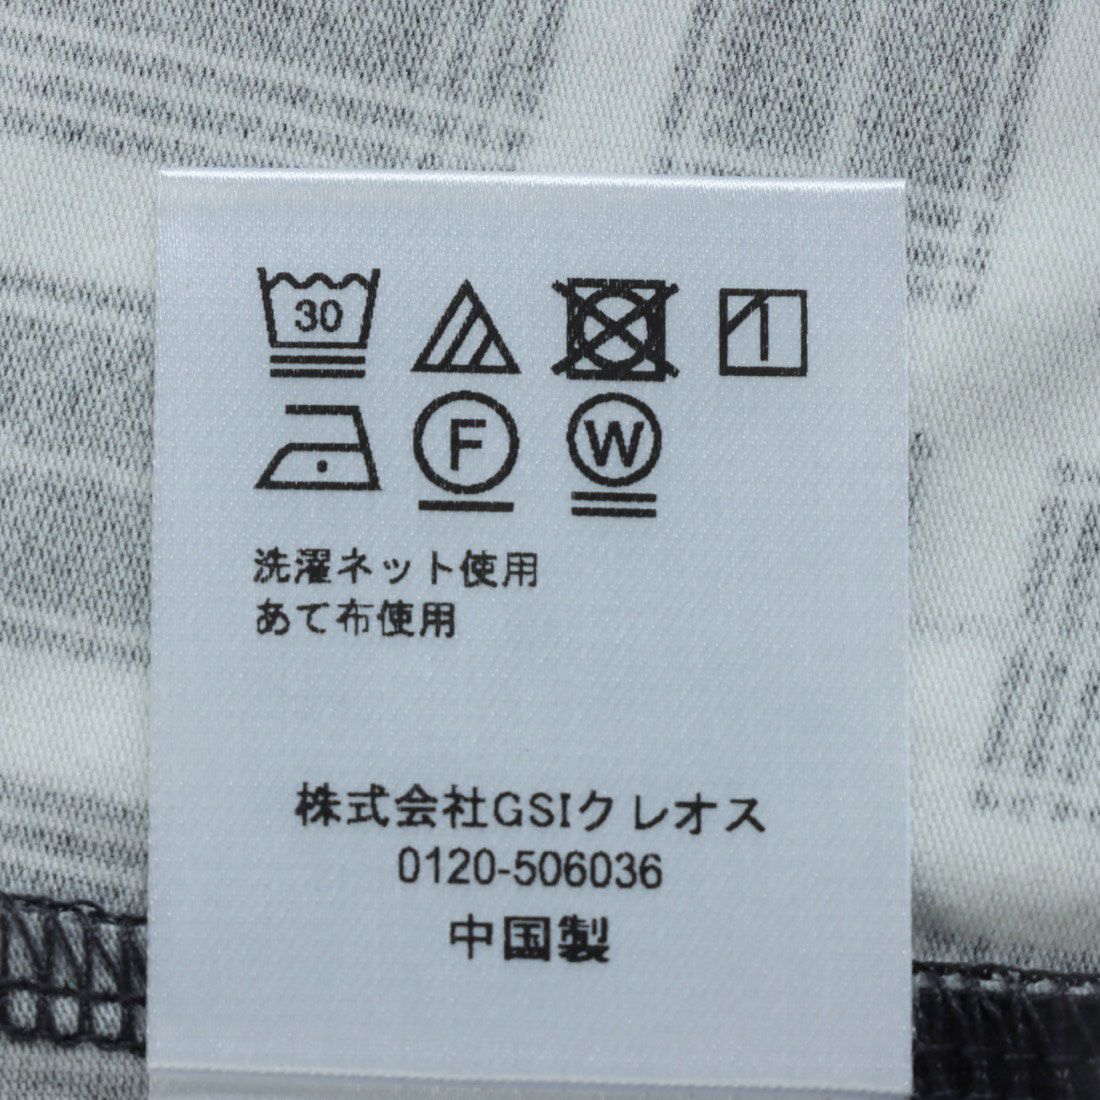 30
F W
洗濯ネット使用
あて布使用
株式会社GSIクレオス
0120-506036
中国製